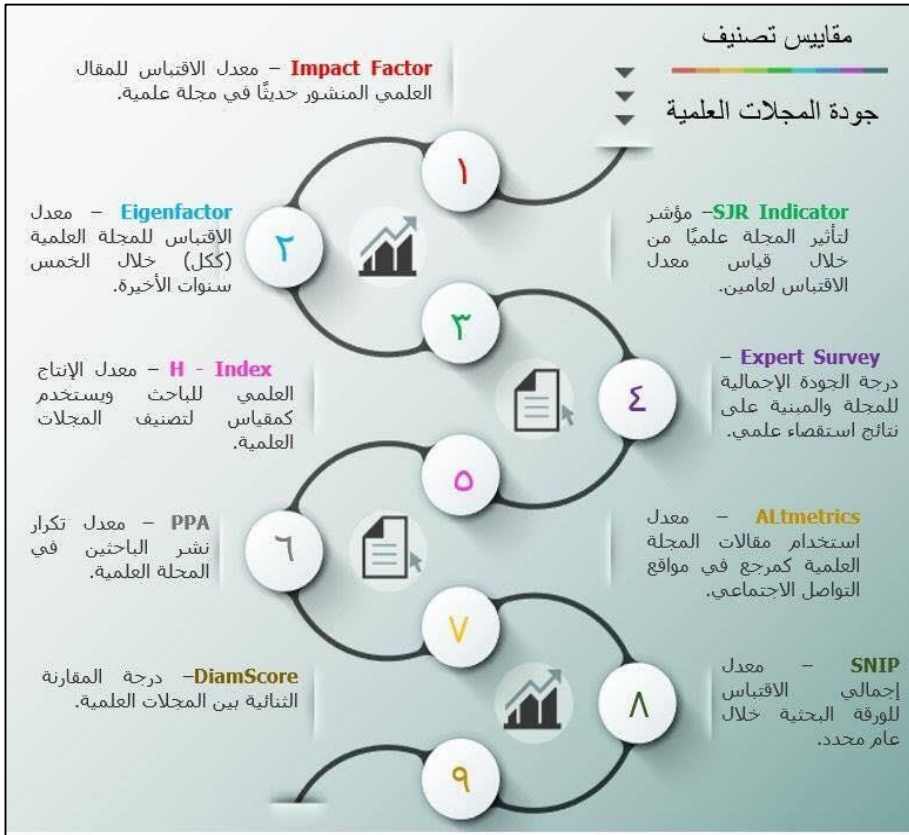 مقاييس تصنيف
جودة المجلات العلمية
Impact Factor – معدل الاقتباس للمقال
العلمي المنشور حديثًا في مجلة علمية.
١
Eigenfactor – معدل
الاقتباس للمجلة العلمية
(ككل) خلال الخمس
سنوات الأخيرة.
٢
SJR Indicator– مؤشر
لتأثير المجلة علميًا من
خلال قياس معدل
الاقتباس لعامين.
٣
Expert Survey –
درجة الجودة الإجمالية
للمجلة والمبنية على
نتائج استقصاء علمي.
٤
H - Index – معدل الإنتاج
العلمي للباحث ويستخدم
كمقياس لتصنيف المجلات
العلمية.
٥
PPA – معدل تكرار
نشر الباحثين في
المجلة العلمية.
٦
ALtmetrics – معدل
استخدام مقالات المجلة
العلمية كمرجع في مواقع
التواصل الاجتماعي.
٧
SNIP – معدل
إجمالي الاقتباس
للورقة البحثية خلال
عام محدد.
٨
DiamScore– درجة المقارنة
الثنائية بين المجلات العلمية.
٩